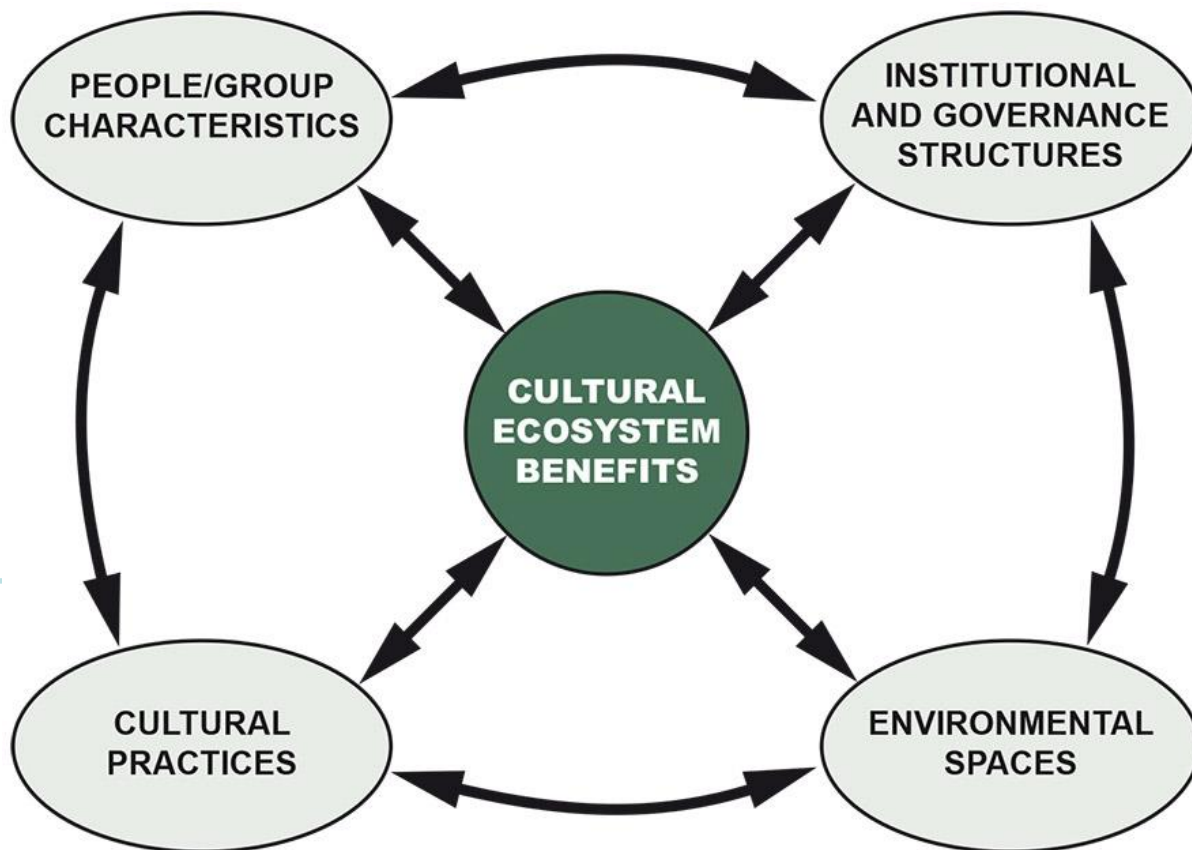 PEOPLE/GROUP
CHARACTERISTICS
INSTITUTIONAL
AND GOVERNANCE
STRUCTURES
CULTURAL
ECOSYSTEM
BENEFITS
CULTURAL
PRACTICES
ENVIRONMENTAL
SPACES